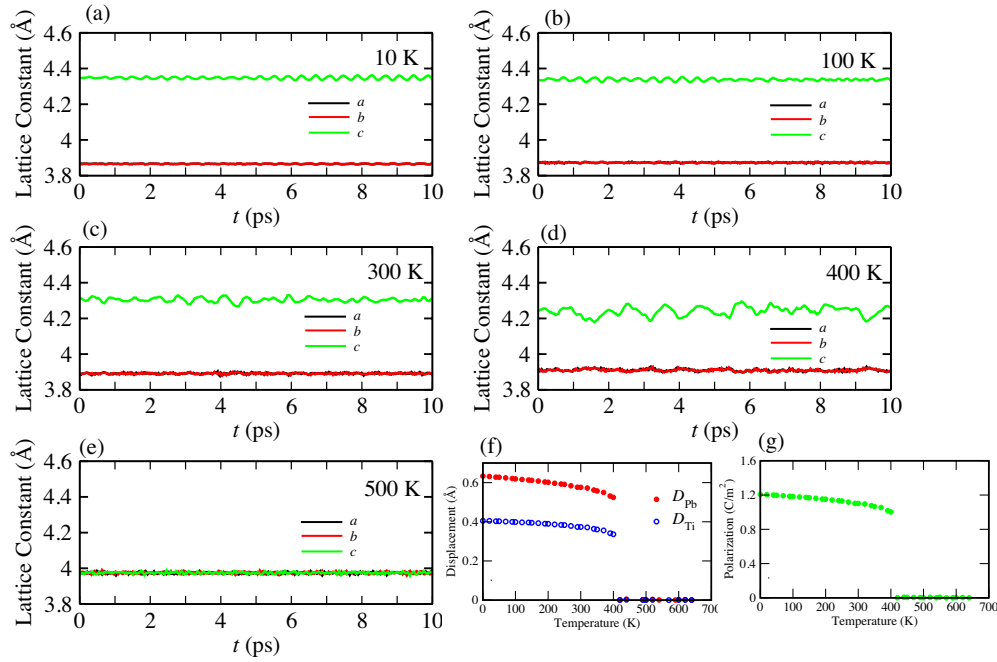 (a)
4.6
4.4
4.2
4
3.8
Lattice Constant (Å)
10 K
a
b
c
0 2 4 6 8 10
t (ps)
(b)
4.6
4.4
4.2
4
3.8
Lattice Constant (Å)
100 K
a
b
c
0 2 4 6 8 10
t (ps)
(c)
4.6
4.4
4.2
4
3.8
Lattice Constant (Å)
300 K
a
b
c
0 2 4 6 8 10
t (ps)
(d)
4.6
4.4
4.2
4
3.8
Lattice Constant (Å)
400 K
a
b
c
0 2 4 6 8 10
t (ps)
(e)
4.6
4.4
4.2
4
3.8
Lattice Constant (Å)
500 K
a
b
c
0 2 4 6 8 10
t (ps)
(f)
0.6
0.4
0.2
0
Displacement (Å)
D_Pb
D_Ti
0 100 200 300 400 500 600 700
Temperature (K)
(g)
1.6
1.2
0.8
0.4
0
Polarization (C/m²)
0 100 200 300 400 500 600 700
Temperature (K)